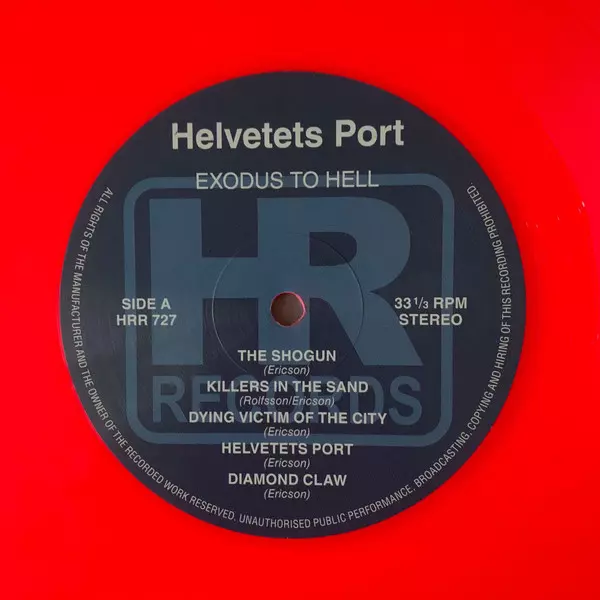 Helvetets Port
EXODUS TO HELL
HR
RECORDS
SIDE A
HRR 727
33 1/3 RPM
STEREO
THE SHOGUN
(Ericson)
KILLERS IN THE SAND
(Rolfsson/Ericson)
DYING VICTIM OF THE CITY
(Ericson)
HELVETETS PORT
(Ericson)
DIAMOND CLAW
(Ericson)
ALL RIGHTS OF THE MANUFACTURER AND THE OWNER OF THE RECORDED WORK RESERVED. UNAUTHORISED PUBLIC PERFORMANCE, BROADCASTING, COPYING AND HIRING OF THIS RECORDING PROHIBITED.